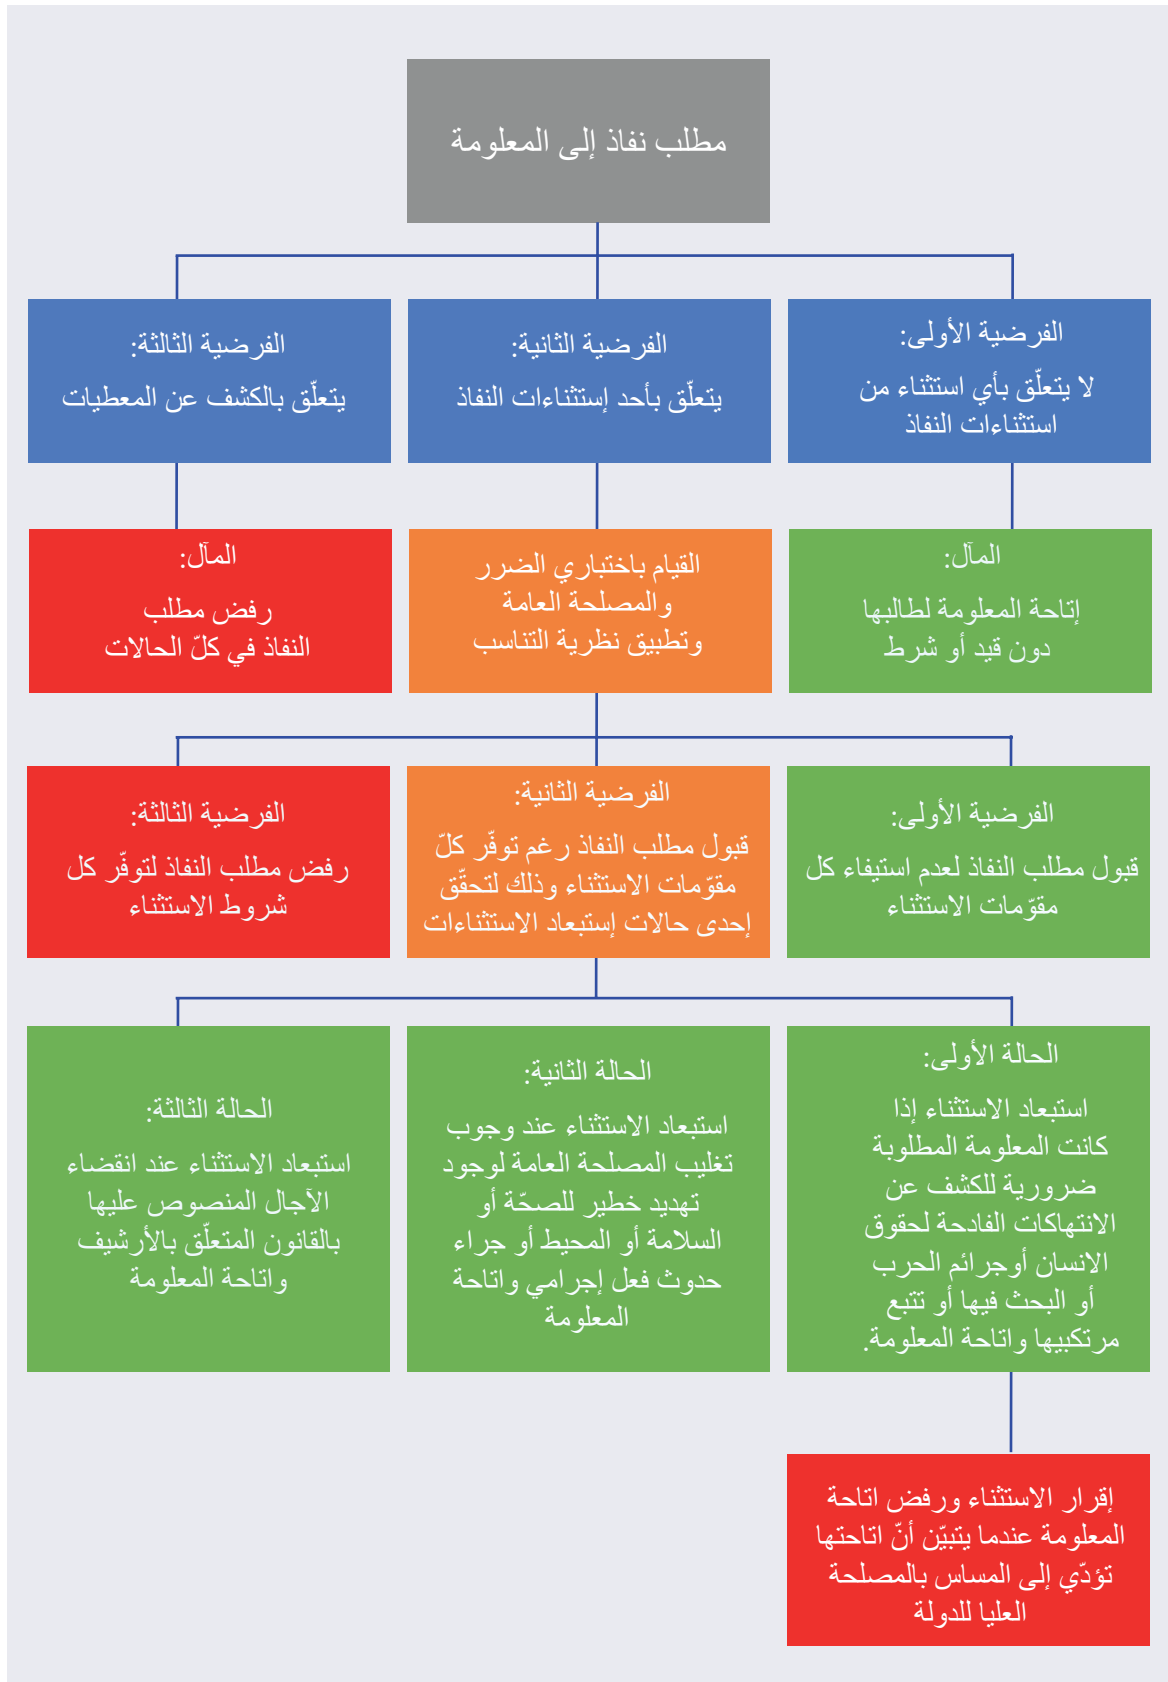 مطلب نفاذ إلى المعلومة
الفرضية الأولى:
لا يتعلّق بأي استثناء من
استثناءات النفاذ
الفرضية الثانية:
يتعلّق بأحد إستثناءات النفاذ
الفرضية الثالثة:
يتعلّق بالكشف عن المعطيات
المآل:
إتاحة المعلومة لطالبها
دون قيد أو شرط
القيام باختباري الضرر
والمصلحة العامة
وتطبيق نظرية التناسب
المآل:
رفض مطلب
النفاذ في كلّ الحالات
الفرضية الأولى:
قبول مطلب النفاذ لعدم استيفاء كل
مقوّمات الاستثناء
الفرضية الثانية:
قبول مطلب النفاذ رغم توفّر كلّ
مقوّمات الاستثناء وذلك لتحقّق
إحدى حالات إستبعاد الاستثناءات
الفرضية الثالثة:
رفض مطلب النفاذ لتوفّر كل
شروط الاستثناء
الحالة الأولى:
استبعاد الاستثناء إذا
كانت المعلومة المطلوبة
ضرورية للكشف عن
الانتهاكات الفادحة لحقوق
الانسان أوجرائم الحرب
أو البحث فيها أو تتبع
مرتكبيها واتاحة المعلومة.
الحالة الثانية:
استبعاد الاستثناء عند وجوب
تغليب المصلحة العامة لوجود
تهديد خطير للصحّة أو
السلامة أو المحيط أو جراء
حدوث فعل إجرامي واتاحة
المعلومة
الحالة الثالثة:
استبعاد الاستثناء عند انقضاء
الآجال المنصوص عليها
بالقانون المتعلّق بالأرشيف
واتاحة المعلومة
إقرار الاستثناء ورفض اتاحة
المعلومة عندما يتبيّن أنّ اتاحتها
تؤدّي إلى المساس بالمصلحة
العليا للدولة